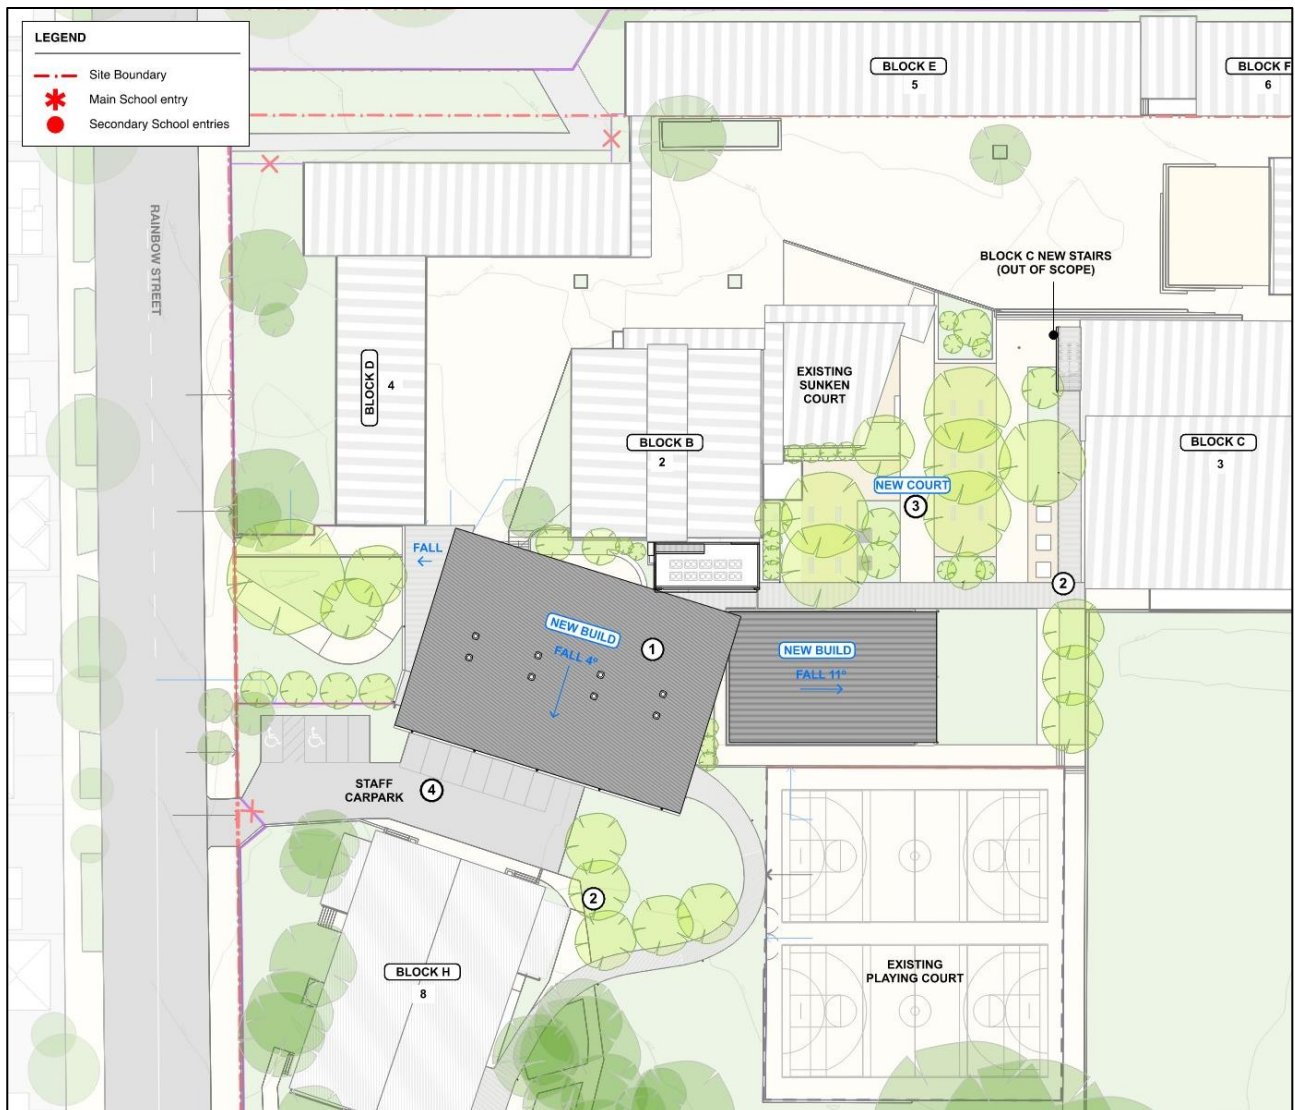 LEGEND
Site Boundary
Main School entry
Secondary School entries
BLOCK E
5
BLOCK F
6
RAINBOW STREET
BLOCK C NEW STAIRS
(OUT OF SCOPE)
BLOCK D
4
EXISTING
SUNKEN
COURT
BLOCK B
2
BLOCK C
3
NEW COURT
3
FALL
2
NEW BUILD
1
FALL 4°
NEW BUILD
FALL 11°
STAFF
CARPARK
4
2
BLOCK H
8
EXISTING
PLAYING COURT